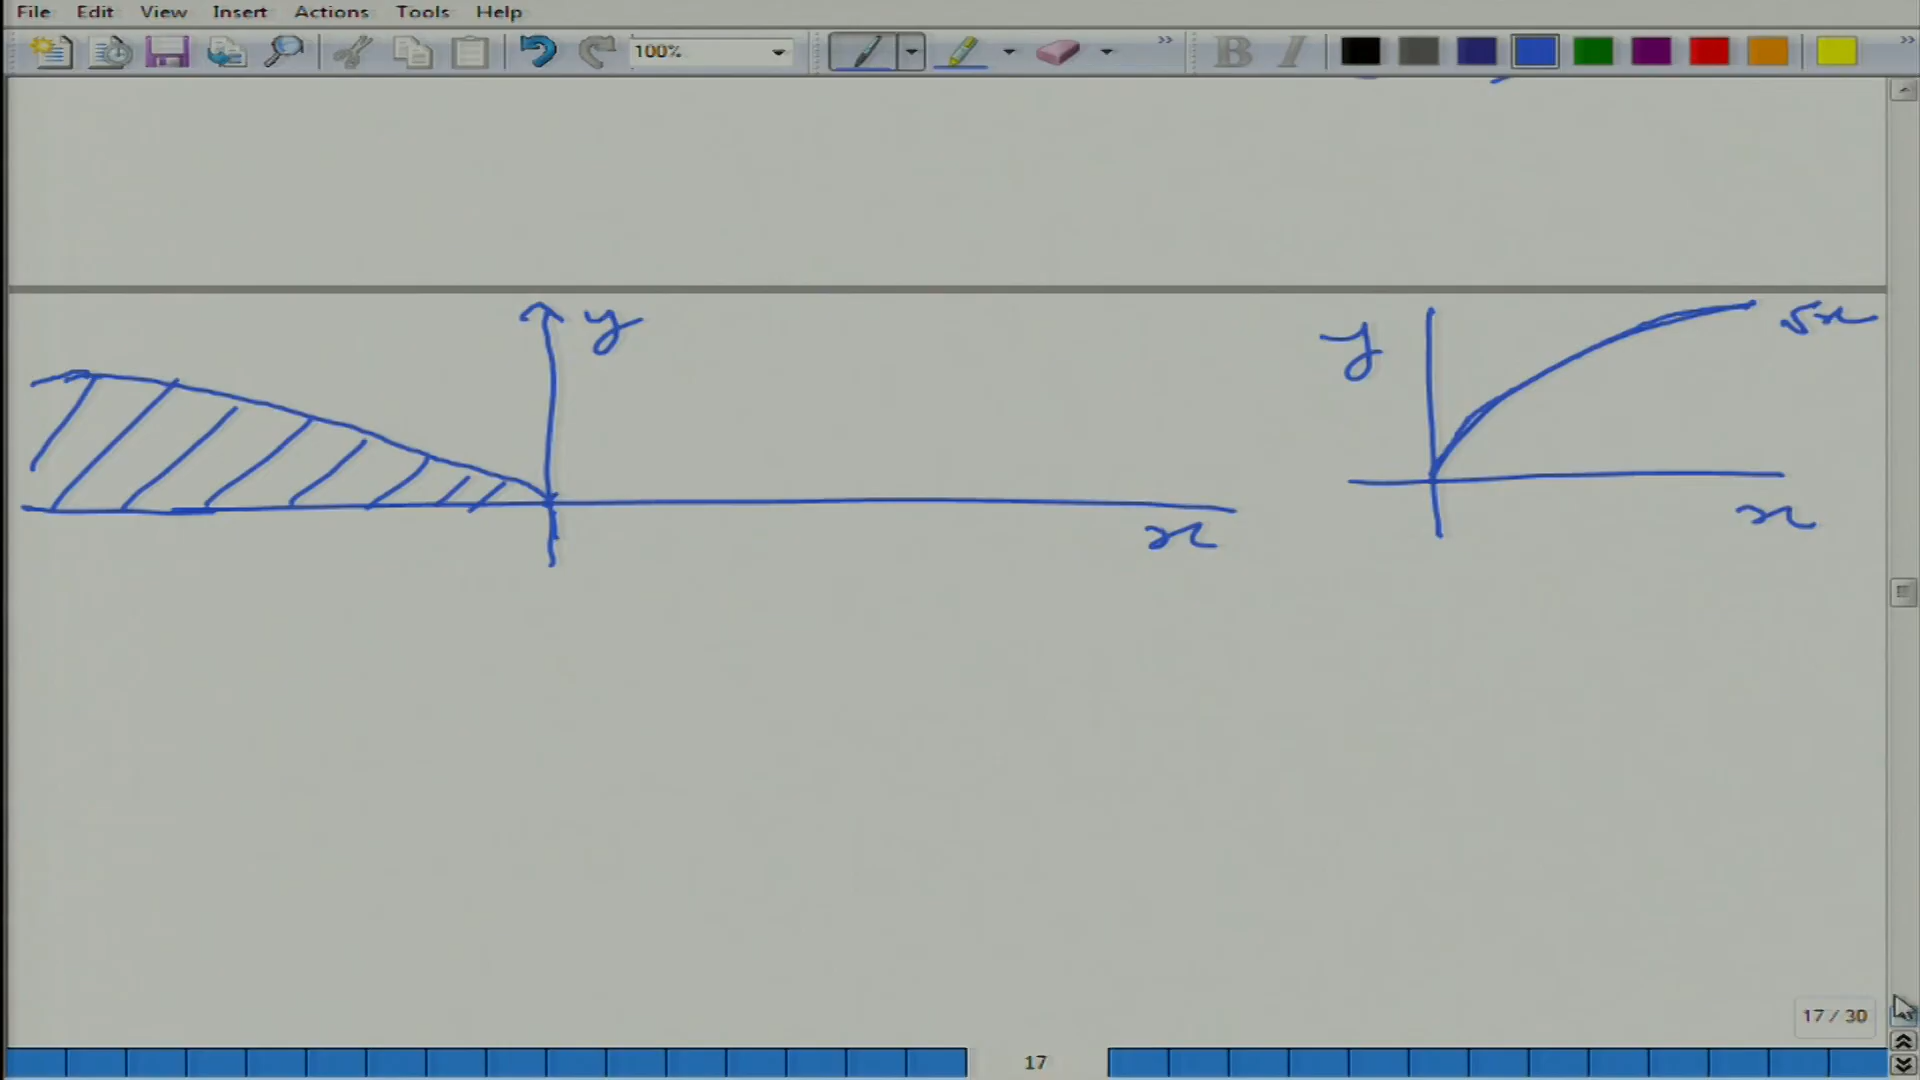 File Edit View Insert Actions Tools Help
100%
B I
y
x
y
√x
x
17 / 30
17